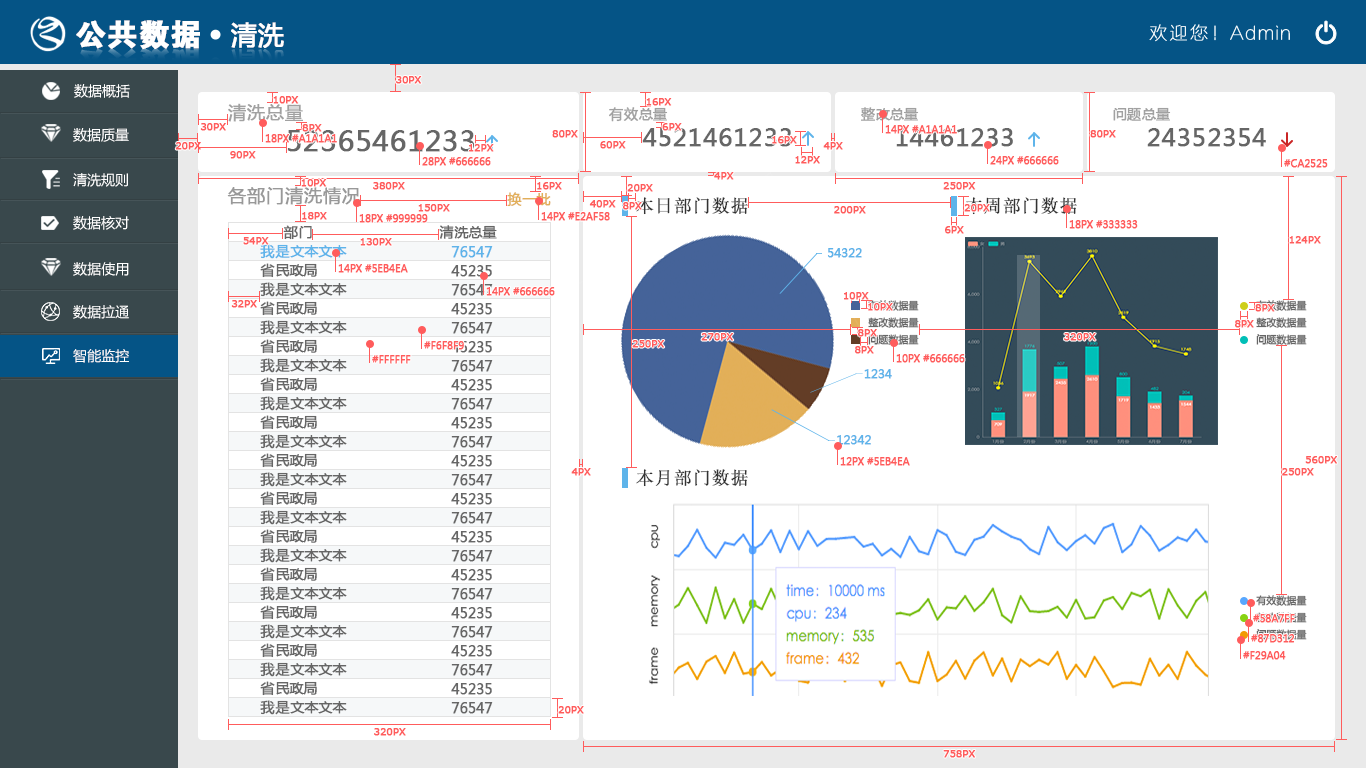 公共数据·清洗
欢迎您! Admin
数据概括
数据质量
清洗规则
数据核对
数据使用
数据拉通
智能监控
30PX
10PX
清洗总量
30PX
8PX
18PX #A1A1A1
52365461233
12PX
20PX
90PX
28PX #666666
380PX
16PX
有效总量
6PX
80PX
4521461233
16PX
60PX
12PX
4PX
4PX
整改总量
14PX #A1A1A1
14461233
24PX #666666
250PX
问题总量
80PX
24352354
#CA2525
10PX
各部门清洗情况
16PX
换一批
150PX
18PX
18PX #999999
14PX #E2AF58
部门 清洗总量
54PX
130PX
我是文本文本 76547
14PX #5EB4EA
省民政局 45235
我是文本文本 76547
14PX #666666
32PX
省民政局 45235
我是文本文本 76547
#F6F8F9
省民政局 45235
#FFFFFF
我是文本文本 76547
省民政局 45235
我是文本文本 76547
省民政局 45235
我是文本文本 76547
省民政局 45235
我是文本文本 76547
省民政局 45235
我是文本文本 76547
省民政局 45235
我是文本文本 76547
省民政局 45235
我是文本文本 76547
省民政局 45235
我是文本文本 76547
省民政局 45235
我是文本文本 76547
省民政局 45235
我是文本文本 76547
20PX
320PX
4PX
20PX
40PX
8PX
本日部门数据
200PX
54322
250PX
270PX
1234
12342
12PX #5EB4EA
10PX
10PX
有效数据量
整改数据量
8PX
问题数据量
8PX
10PX #666666
20PX
本周部门数据
6PX
18PX #333333
124PX
320PX
8PX
有效数据量
8PX
整改数据量
问题数据量
560PX
250PX
本月部门数据
cpu
memory
frame
time: 10000 ms
cpu: 234
memory: 535
frame: 432
有效数据量
#58A7FF
#87D312
问题数据量
#F29A04
758PX